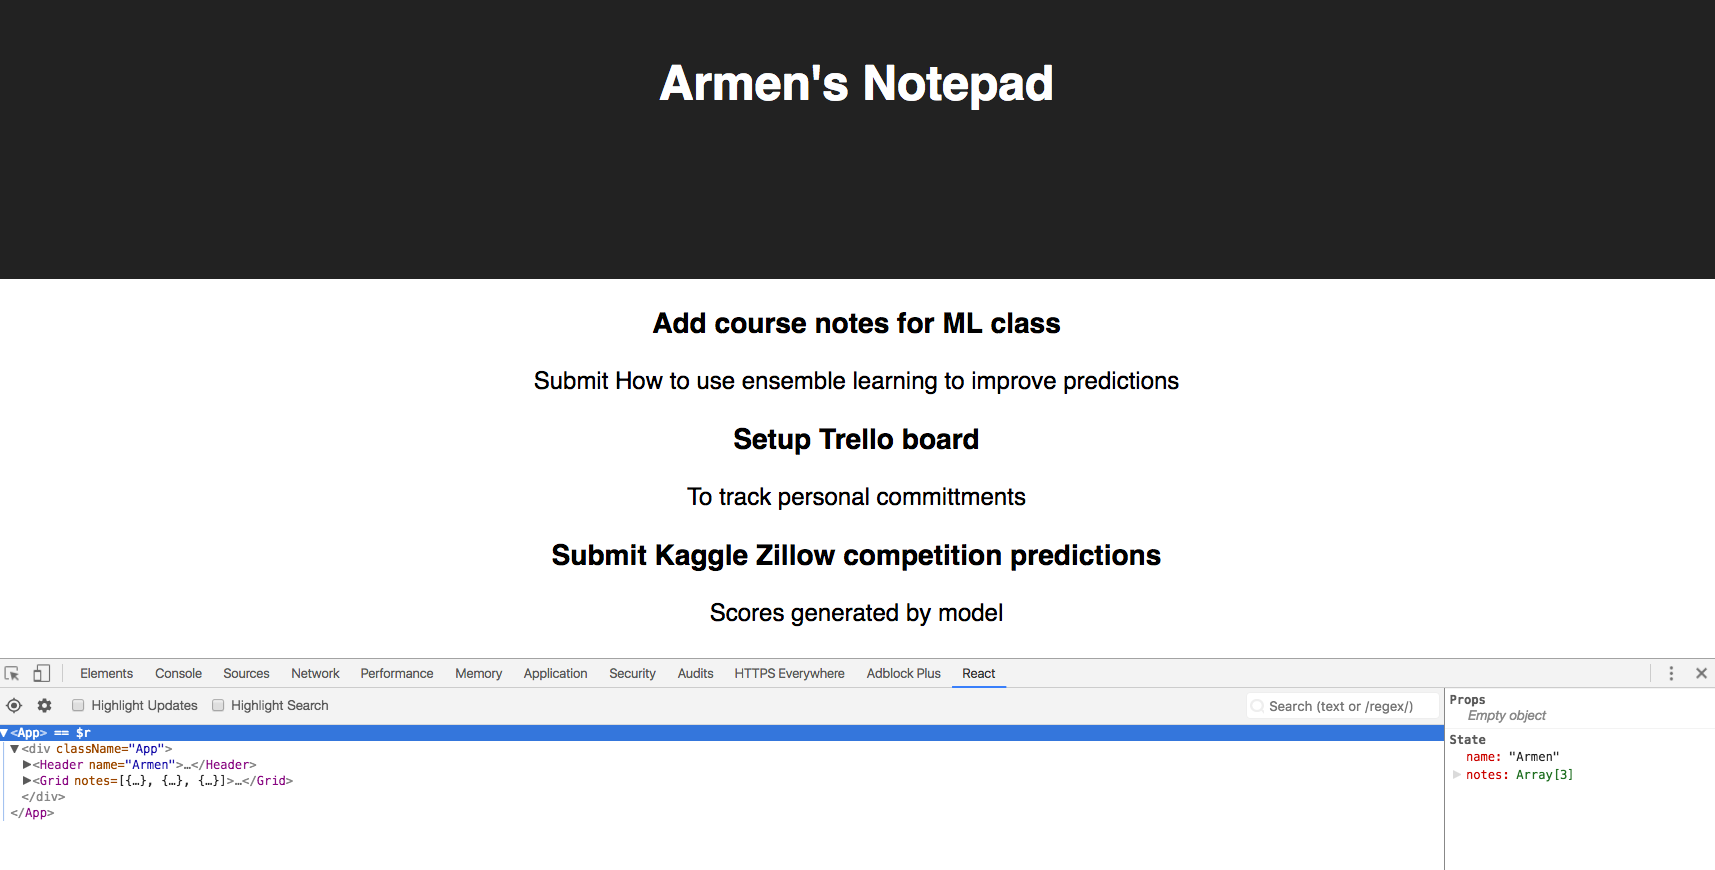 Armen's Notepad
Add course notes for ML class
Submit How to use ensemble learning to improve predictions
Setup Trello board
To track personal committments
Submit Kaggle Zillow competition predictions
Scores generated by model
Elements Console Sources Network Performance Memory Application Security Audits HTTPS Everywhere Adblock Plus React
Highlight Updates Highlight Search Search (text or /regex/)
▼<App> == $r
▼<div className="App">
▶<Header name="Armen">…</Header>
▶<Grid notes=[{…}, {…}, {…}]>…</Grid>
</div>
</App>
Props
Empty object
State
name: "Armen"
▶ notes: Array[3]